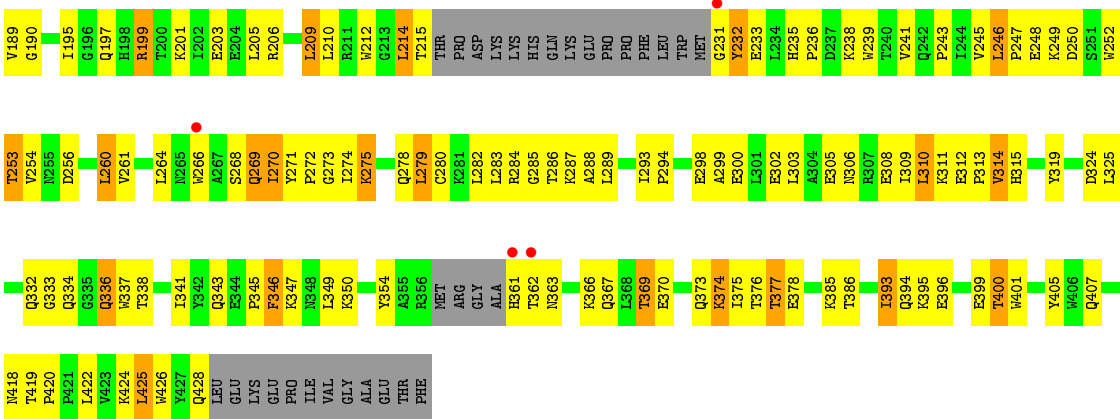 V189 G190 I195 G196 Q197 H198 R199 T200 K201 I202 E203 E204 L205 R206 L209 L210 R211 W212 G213 L214 T215 THR PRO ASP LYS LYS HIS GLN LYS GLU PRO PRO PHE LEU TRP MET G231 Y232 E233 L234 H235 P236 D237 K238 W239 T240 V241 Q242 P243 I244 V245 L246 P247 E248 K249 D250 S251 W252
T253 V254 N255 D256 L260 V261 L264 N265 W266 A267 S268 Q269 I270 Y271 P272 G273 I274 K275 Q278 L279 C280 K281 L282 L283 R284 G285 T286 K287 A288 L289 I293 P294 E298 A299 E300 L301 E302 L303 A304 E305 N306 R307 E308 I309 L310 K311 E312 P313 V314 H315 Y319 D324 L325
Q332 G333 Q334 G335 Q336 W337 T338 I341 Y342 Q343 E344 P345 F346 K347 N348 L349 K350 Y354 A355 R356 MET ARG GLY ALA H361 T362 N363 K366 Q367 L368 T369 E370 Q373 K374 I375 T376 T377 E378 K385 T386 I393 Q394 K395 E396 E399 T400 W401 Y405 W406 Q407
N418 T419 P420 P421 L422 V423 K424 L425 W426 Y427 Q428 LEU GLU LYS GLU PRO ILE VAL GLY ALA GLU THR PHE